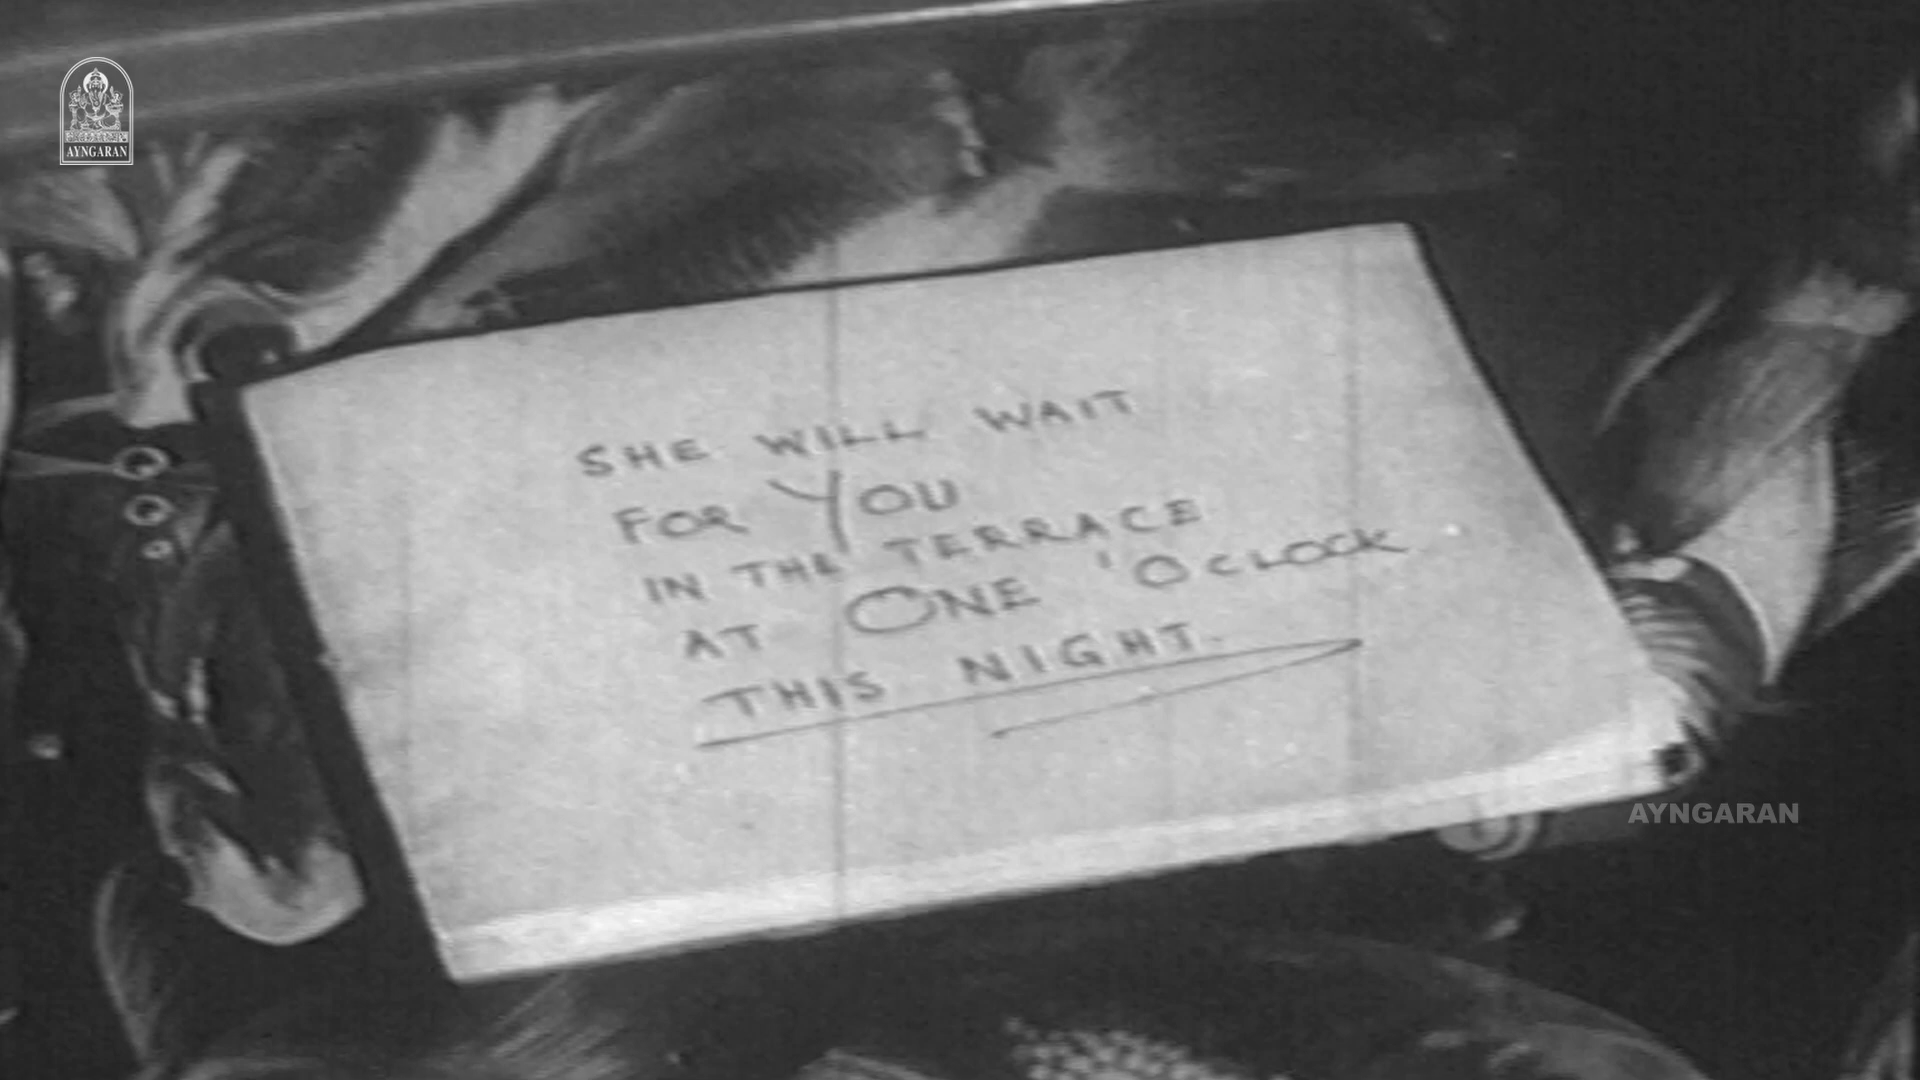 AYNGARAN
SHE WILL WAIT
FOR YOU
IN THE TERRACE
AT ONE 'OCLOCK
THIS NIGHT.
AYNGARAN